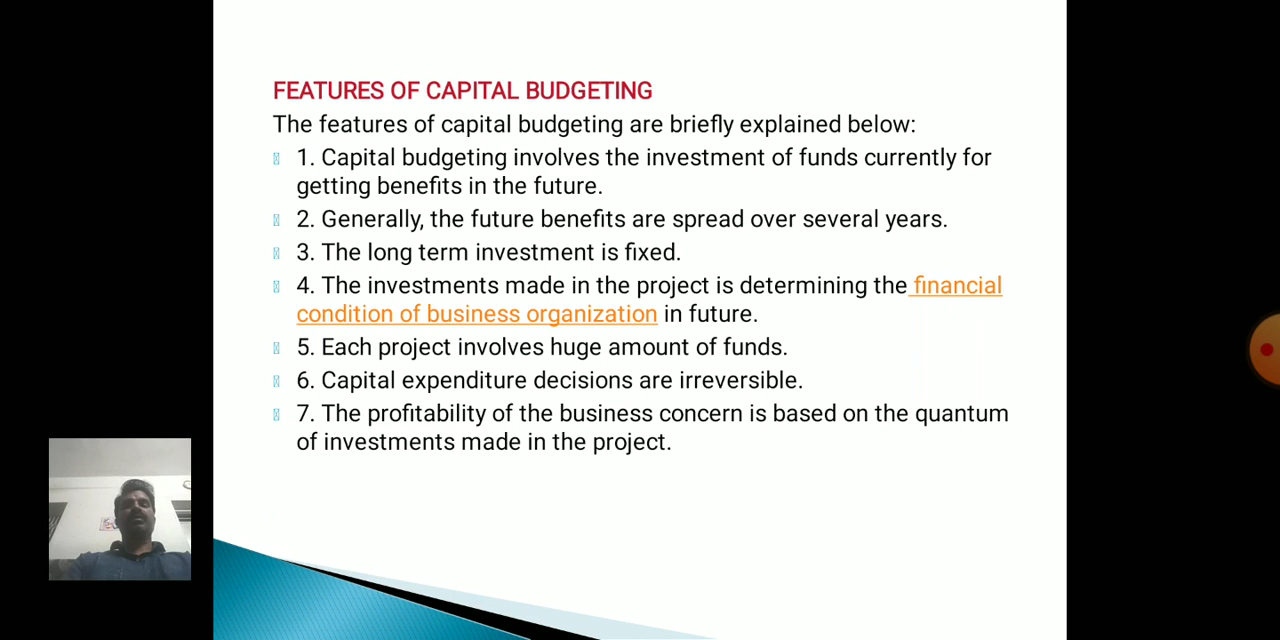 FEATURES OF CAPITAL BUDGETING
The features of capital budgeting are briefly explained below:
1. Capital budgeting involves the investment of funds currently for
getting benefits in the future.
2. Generally, the future benefits are spread over several years.
3. The long term investment is fixed.
4. The investments made in the project is determining the financial
condition of business organization in future.
5. Each project involves huge amount of funds.
6. Capital expenditure decisions are irreversible.
7. The profitability of the business concern is based on the quantum
of investments made in the project.